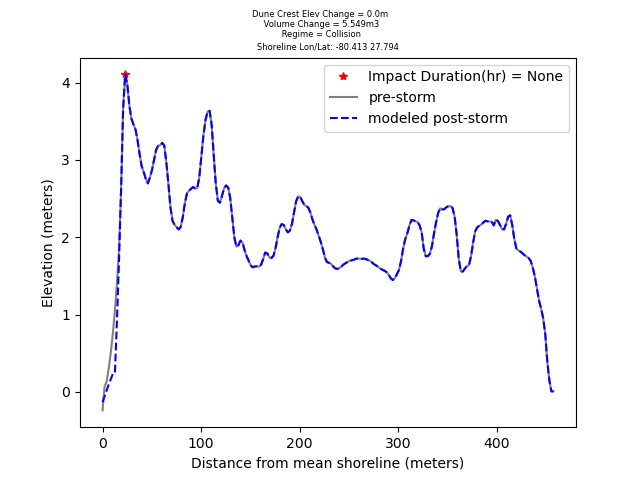 Dune Crest Elev Change = 0.0m
Volume Change = 5.549m3
Regime = Collision
Shoreline Lon/Lat: -80.413 27.794
Impact Duration(hr) = None
pre-storm
modeled post-storm
Elevation (meters)
4
3
2
1
0
0 100 200 300 400
Distance from mean shoreline (meters)